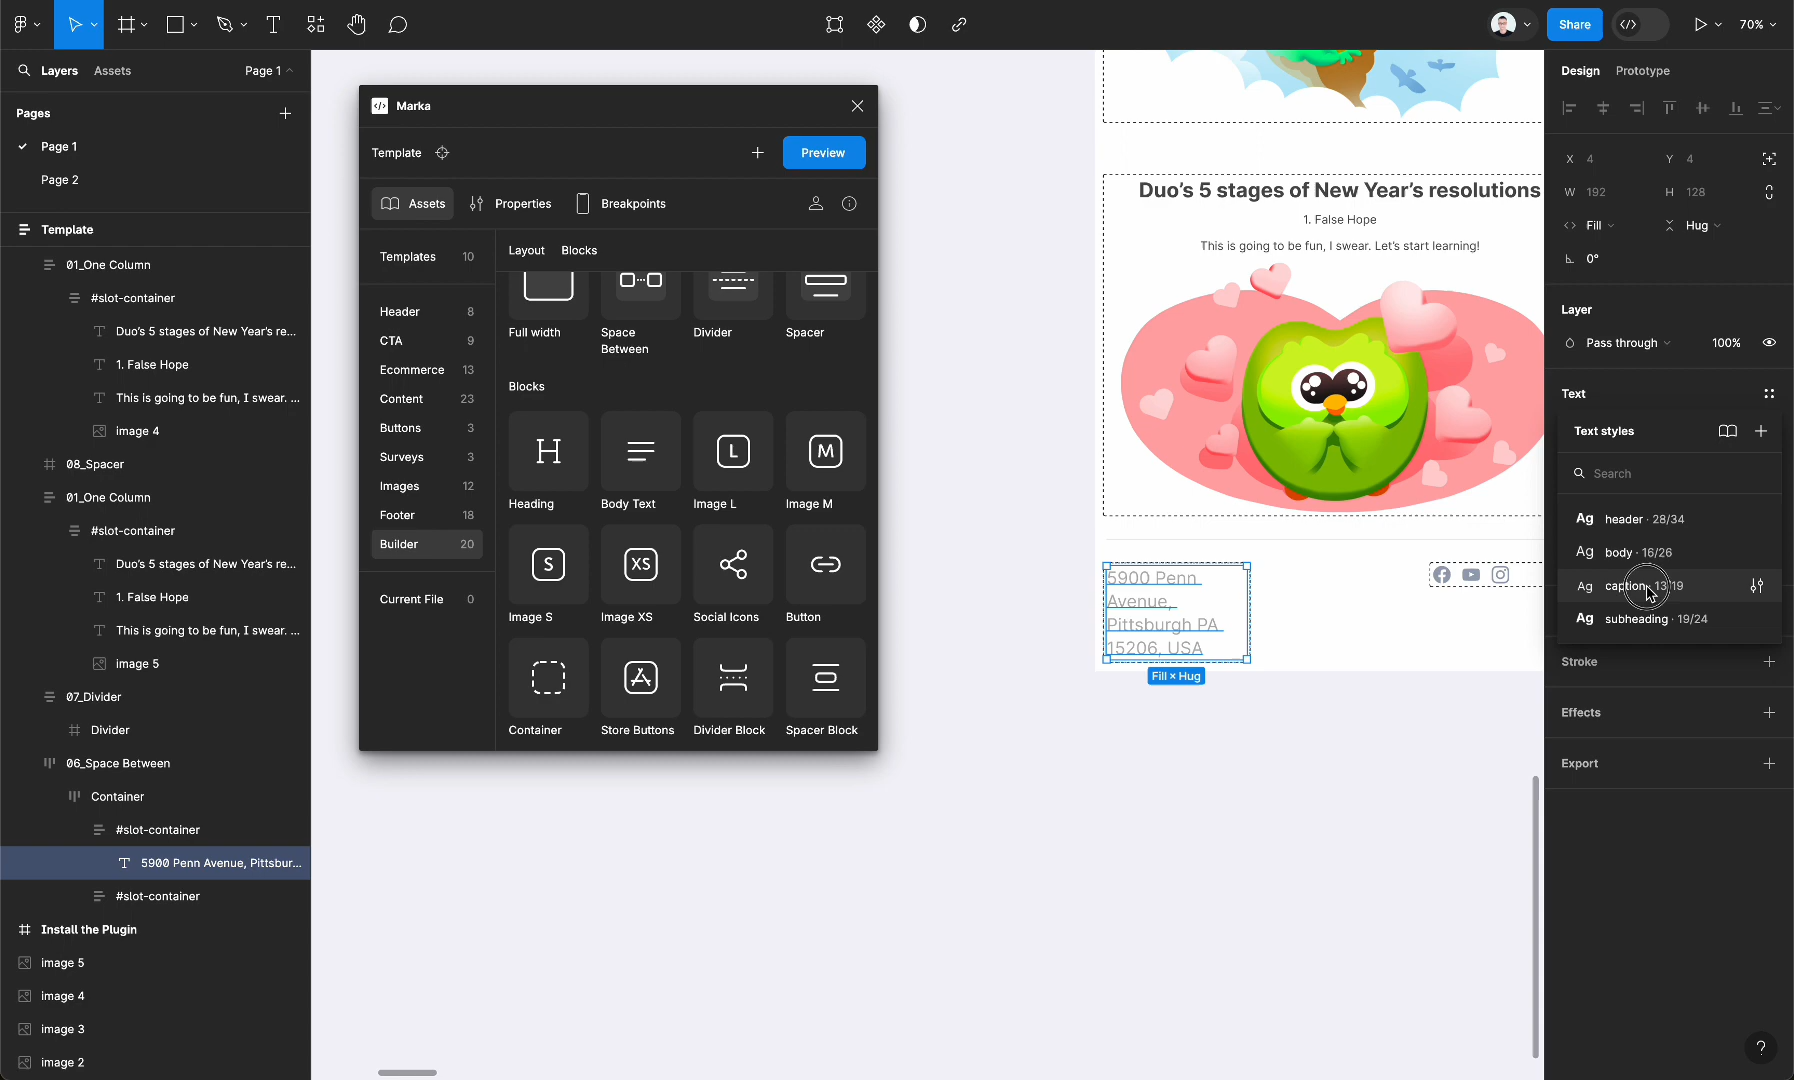 Share
70%
Layers
Assets
Page 1
Pages
Page 1
Page 2
Template
01_One Column
#slot-container
Duo's 5 stages of New Year's re...
1. False Hope
This is going to be fun, I swear. ...
image 4
08_Spacer
01_One Column
#slot-container
Duo's 5 stages of New Year's re...
1. False Hope
This is going to be fun, I swear. ...
image 5
07_Divider
Divider
06_Space Between
Container
#slot-container
5900 Penn Avenue, Pittsbur...
#slot-container
Install the Plugin
image 5
image 4
image 3
image 2
Marka
Template
Preview
Assets
Properties
Breakpoints
Templates 10
Header 8
CTA 9
Ecommerce 13
Content 23
Buttons 3
Surveys 3
Images 12
Footer 18
Builder 20
Current File 0
Layout
Blocks
Full width
Space Between
Divider
Spacer
Blocks
H
L
M
Heading
Body Text
Image L
Image M
S
XS
Image S
Image XS
Social Icons
Button
Container
Store Buttons
Divider Block
Spacer Block
Duo's 5 stages of New Year's resolutions
1. False Hope
This is going to be fun, I swear. Let's start learning!
5900 Penn
Avenue,
Pittsburgh PA
15206, USA
Fill × Hug
Design
Prototype
X 4
Y 4
W 192
H 128
Fill
Hug
0°
Layer
Pass through
100%
Text
Text styles
Search
Ag header · 28/34
Ag body · 16/26
Ag caption · 13/19
Ag subheading · 19/24
Stroke
Effects
Export
?